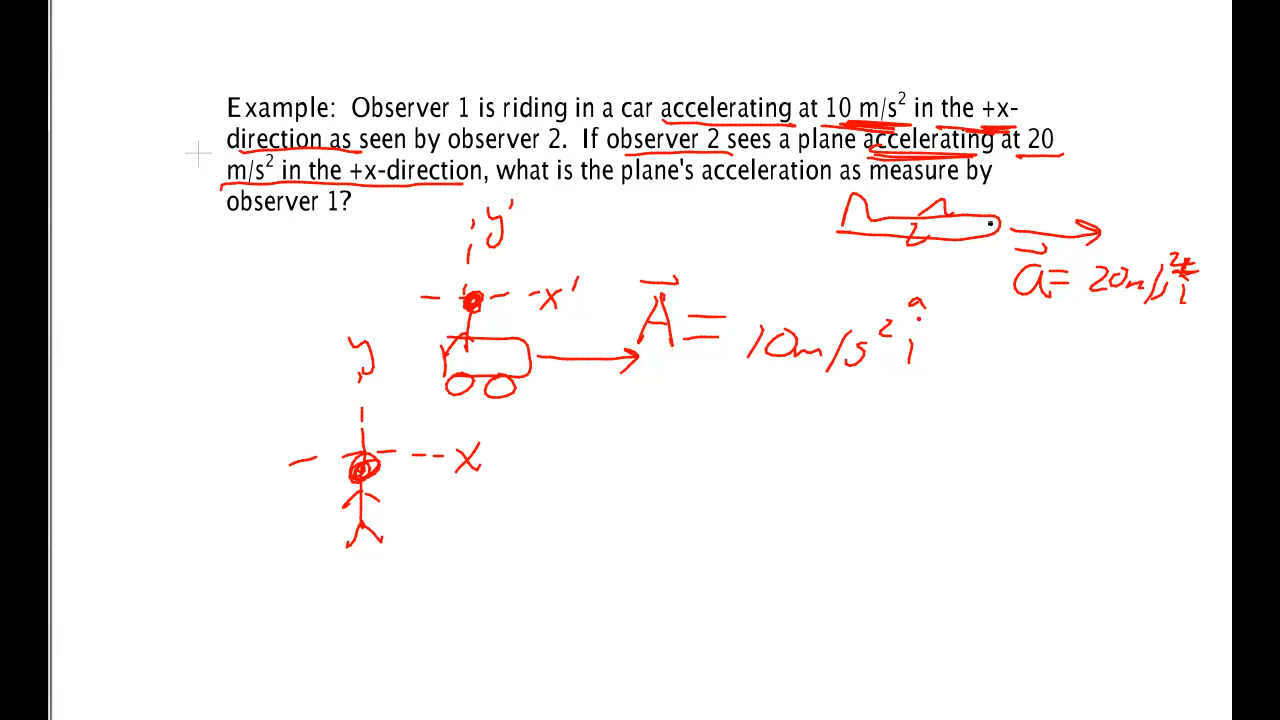 Example: Observer 1 is riding in a car accelerating at 10 m/s² in the +x-
direction as seen by observer 2. If observer 2 sees a plane accelerating at 20
m/s² in the +x-direction, what is the plane's acceleration as measure by
observer 1?
y'
x'
a⃗ = 20m/s² î
A⃗ = 10m/s² î
y
x